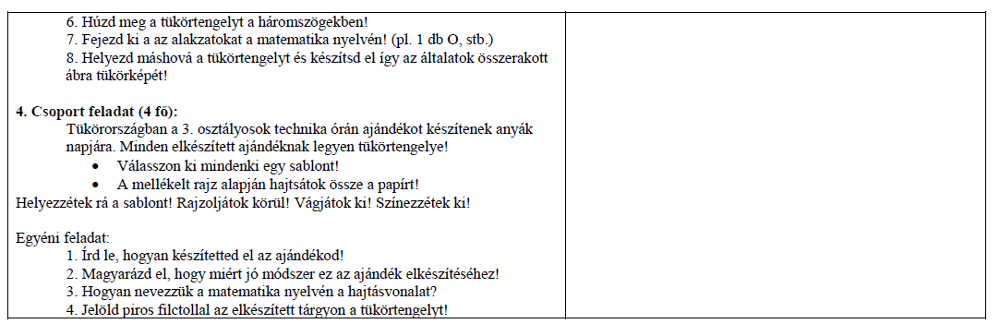 6. Húzd meg a tükörtengelyt a háromszögekben!
7. Fejezd ki a az alakzatokat a matematika nyelvén! (pl. 1 db O, stb.)
8. Helyezd máshová a tükörtengelyt és készítsd el így az általatok összerakott
ábra tükörképét!
4. Csoport feladat (4 fő):
Tükörországban a 3. osztályosok technika órán ajándékot készítenek anyák
napjára. Minden elkészített ajándéknak legyen tükörtengelye!
• Válasszon ki mindenki egy sablont!
• A mellékelt rajz alapján hajtsátok össze a papírt!
Helyezzétek rá a sablont! Rajzoljátok körül! Vágjátok ki! Színezzétek ki!
Egyéni feladat:
1. Írd le, hogyan készítetted el az ajándékod!
2. Magyarázd el, hogy miért jó módszer ez az ajándék elkészítéséhez!
3. Hogyan nevezzük a matematika nyelvén a hajtásvonalat?
4. Jelöld piros filctollal az elkészített tárgyon a tükörtengelyt!